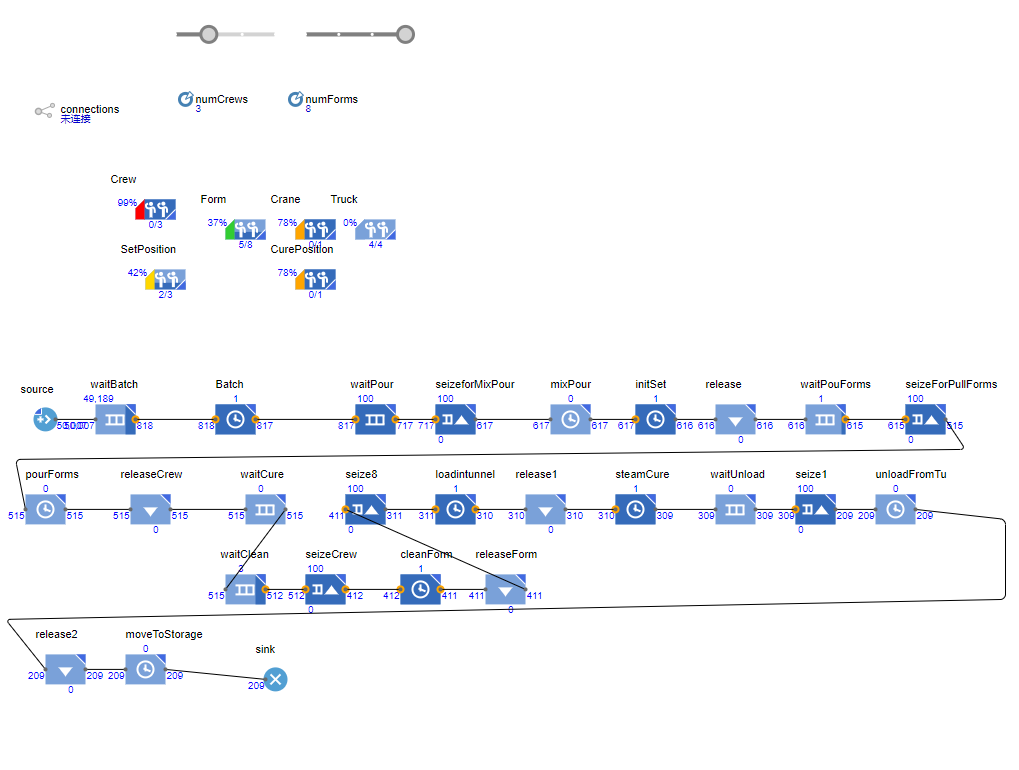 numCrews
3
numForms
8
connections
未连接
Crew
99%
0/3
Form
37%
5/8
Crane
78%
0/1
Truck
0%
4/4
SetPosition
42%
2/3
CurePosition
78%
0/1
source
waitBatch
49,189
818
Batch
1
818
817
waitPour
100
817
717
seizeforMixPour
100
717
617
0
mixPour
0
617
617
initSet
1
617
616
release
616
616
0
waitPouForms
1
616
615
seizeForPullForms
100
615
515
0
pourForms
0
515
515
releaseCrew
515
515
0
waitCure
0
515
515
seize8
100
411
311
0
loadintunnel
1
311
310
release1
310
310
0
steamCure
1
310
309
waitUnload
0
309
309
seize1
100
309
209
0
unloadFromTu
0
209
209
waitClean
3
515
512
seizeCrew
100
512
412
0
cleanForm
1
412
411
releaseForm
411
411
0
release2
209
209
0
moveToStorage
0
209
209
sink
209